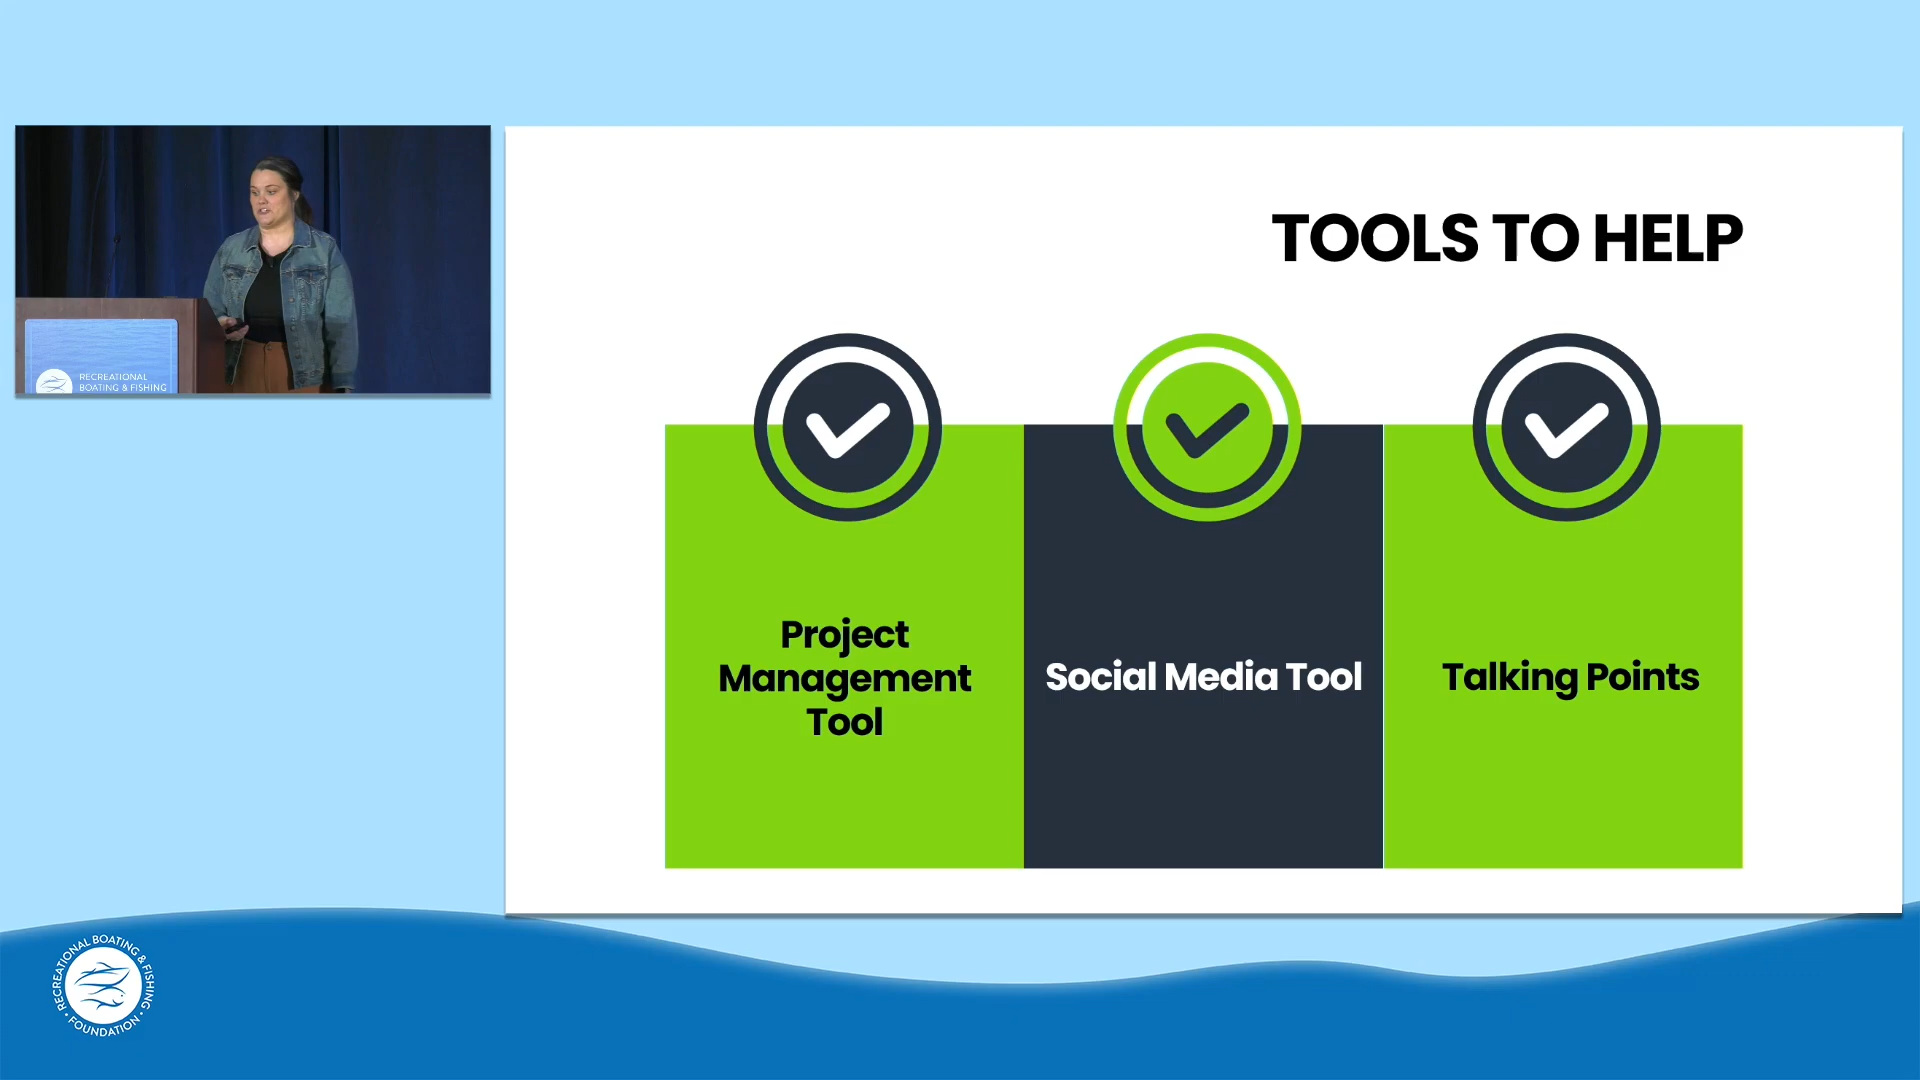 RECREATIONAL
BOATING & FISHING
TOOLS TO HELP
Project
Management
Tool
Social Media Tool
Talking Points
RECREATIONAL BOATING & FISHING
• FOUNDATION •